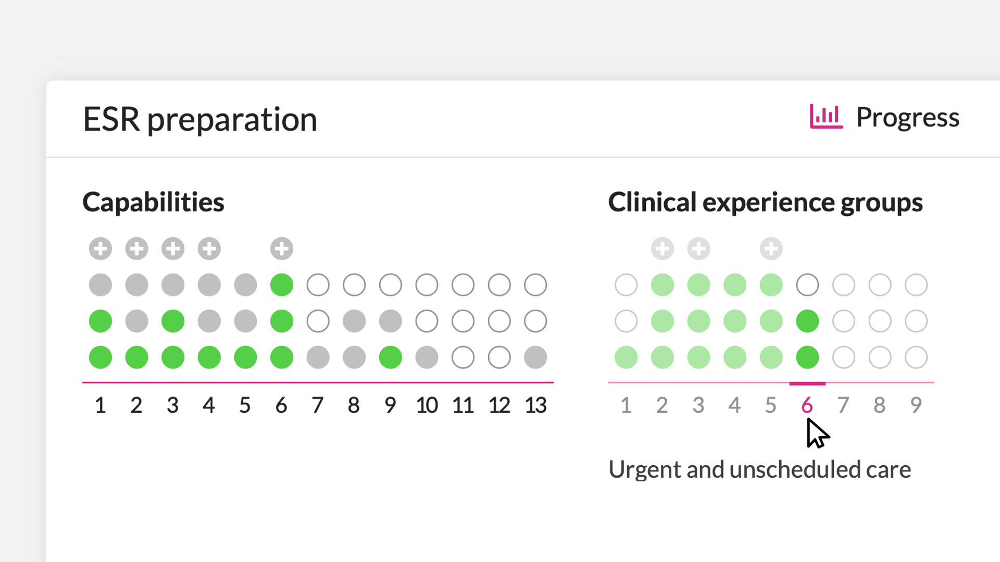 ESR preparation
Progress
Capabilities
1 2 3 4 5 6 7 8 9 10 11 12 13
Clinical experience groups
1 2 3 4 5 6 7 8 9
Urgent and unscheduled care